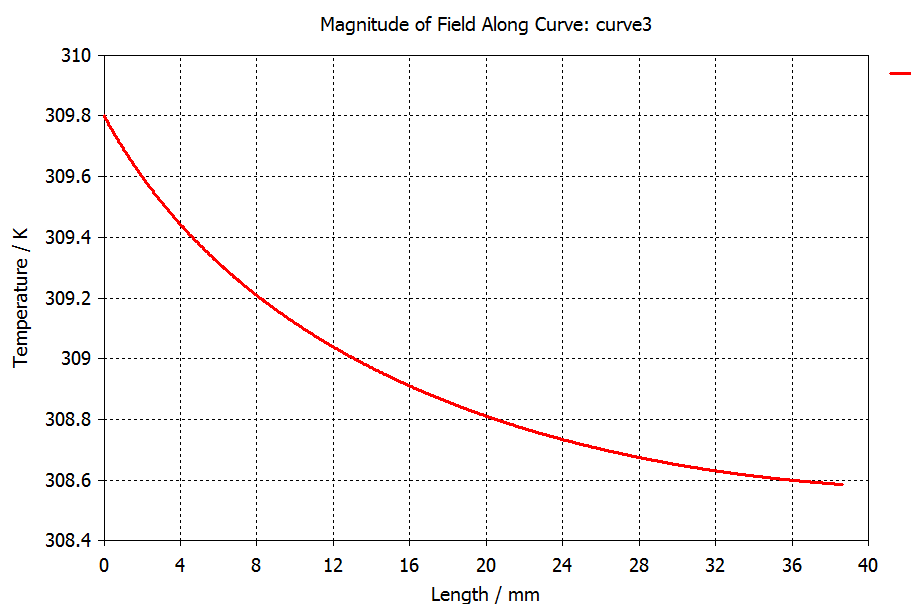 Magnitude of Field Along Curve: curve3
310
309.8
309.6
309.4
309.2
309
308.8
308.6
308.4
Temperature / K
0 4 8 12 16 20 24 28 32 36 40
Length / mm